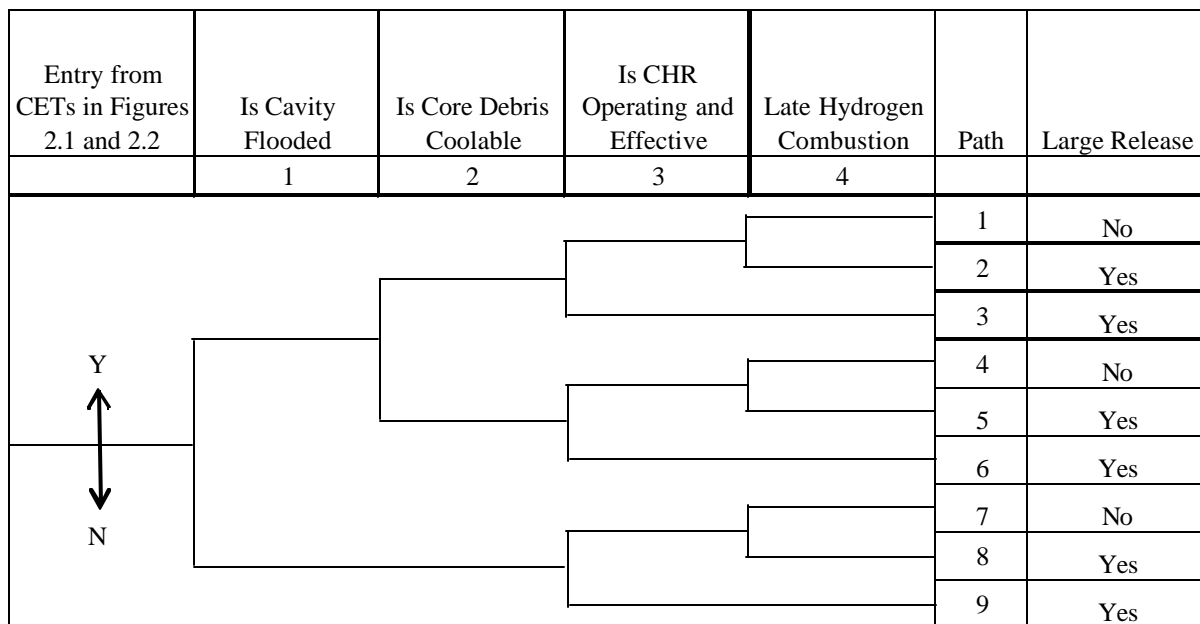 Entry from
CETs in Figures
2.1 and 2.2
Is Cavity
Flooded
Is Core Debris
Coolable
Is CHR
Operating and
Effective
Late Hydrogen
Combustion
Path
Large Release
1
2
3
4
1
No
2
Yes
3
Yes
Y
4
No
5
Yes
6
Yes
N
7
No
8
Yes
9
Yes